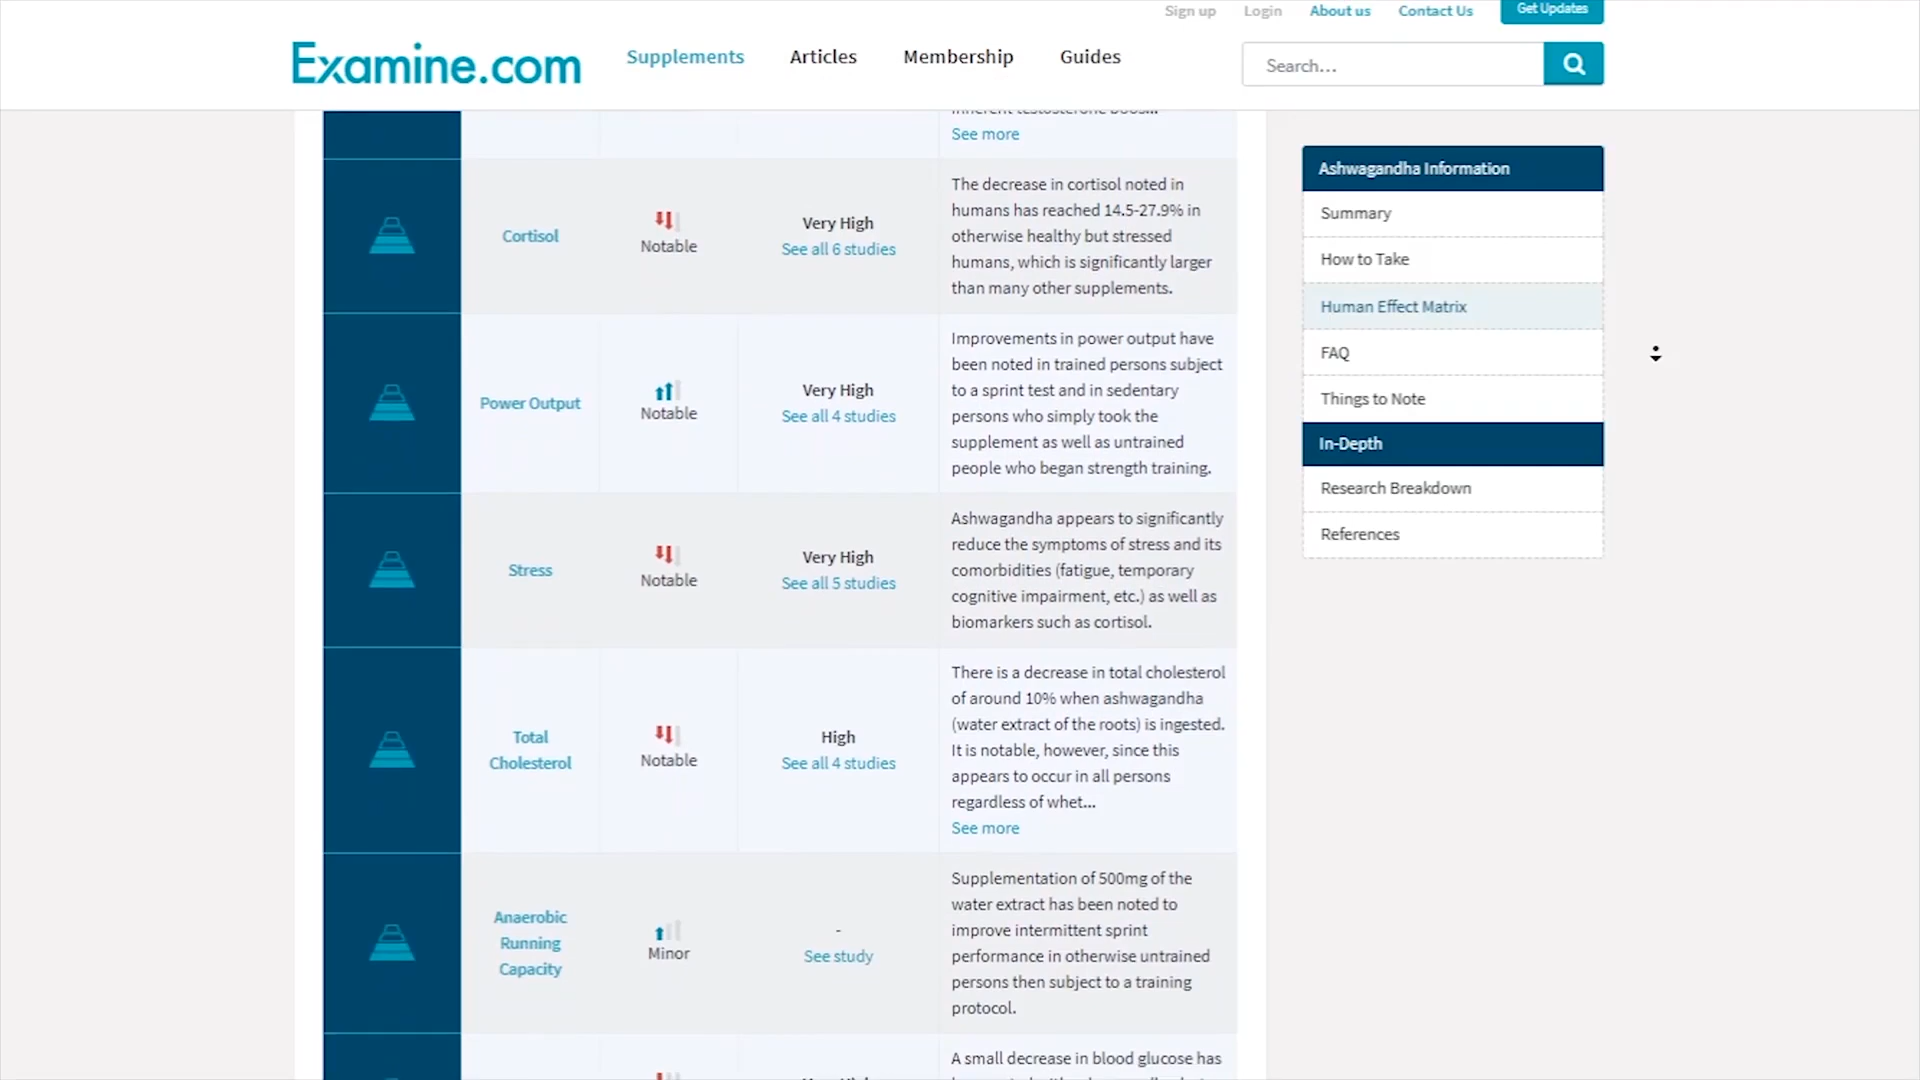 Sign up Login About us Contact Us Get Updates
Examine.com Supplements Articles Membership Guides Search...
See more
Cortisol
Notable
Very High
See all 6 studies
The decrease in cortisol noted in
humans has reached 14.5-27.9% in
otherwise healthy but stressed
humans, which is significantly larger
than many other supplements.
Power Output
Notable
Very High
See all 4 studies
Improvements in power output have
been noted in trained persons subject
to a sprint test and in sedentary
persons who simply took the
supplement as well as untrained
people who began strength training.
Stress
Notable
Very High
See all 5 studies
Ashwagandha appears to significantly
reduce the symptoms of stress and its
comorbidities (fatigue, temporary
cognitive impairment, etc.) as well as
biomarkers such as cortisol.
Total
Cholesterol
Notable
High
See all 4 studies
There is a decrease in total cholesterol
of around 10% when ashwagandha
(water extract of the roots) is ingested.
It is notable, however, since this
appears to occur in all persons
regardless of whet...
See more
Anaerobic
Running
Capacity
Minor
-
See study
Supplementation of 500mg of the
water extract has been noted to
improve intermittent sprint
performance in otherwise untrained
persons then subject to a training
protocol.
A small decrease in blood glucose has
Ashwagandha Information
Summary
How to Take
Human Effect Matrix
FAQ
Things to Note
In-Depth
Research Breakdown
References